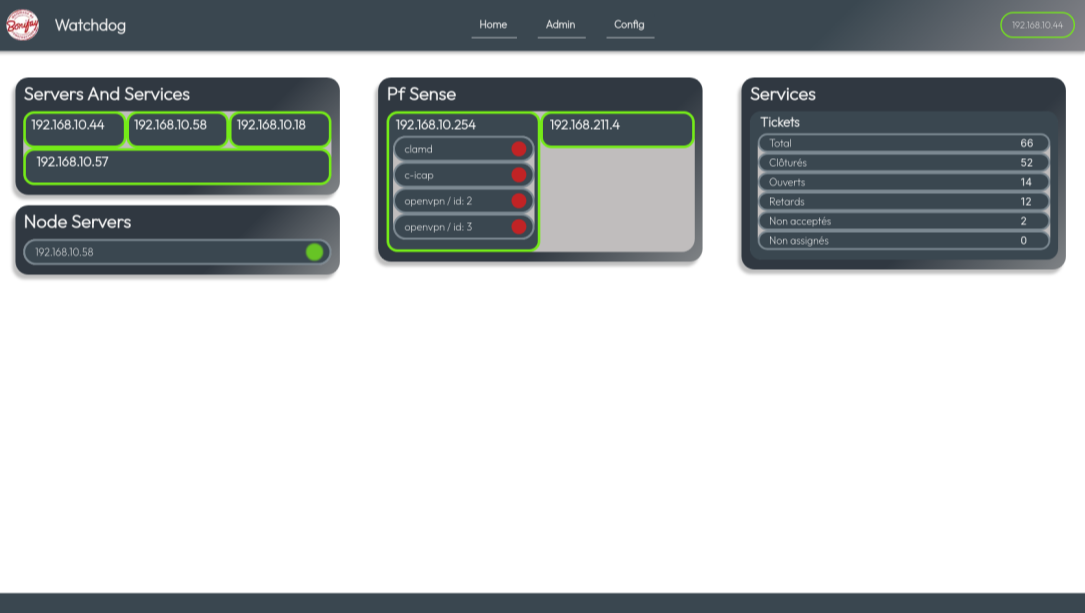 Bonifay
Watchdog
Home
Admin
Config
192.168.10.44
Servers And Services
192.168.10.44
192.168.10.58
192.168.10.18
192.168.10.57
Node Servers
192.168.10.58
Pf Sense
192.168.10.254
clamd
c-icap
openvpn / id: 2
openvpn / id: 3
192.168.211.4
Services
Tickets
Total 66
Clôturés 52
Ouverts 14
Retards 12
Non acceptés 2
Non assignés 0